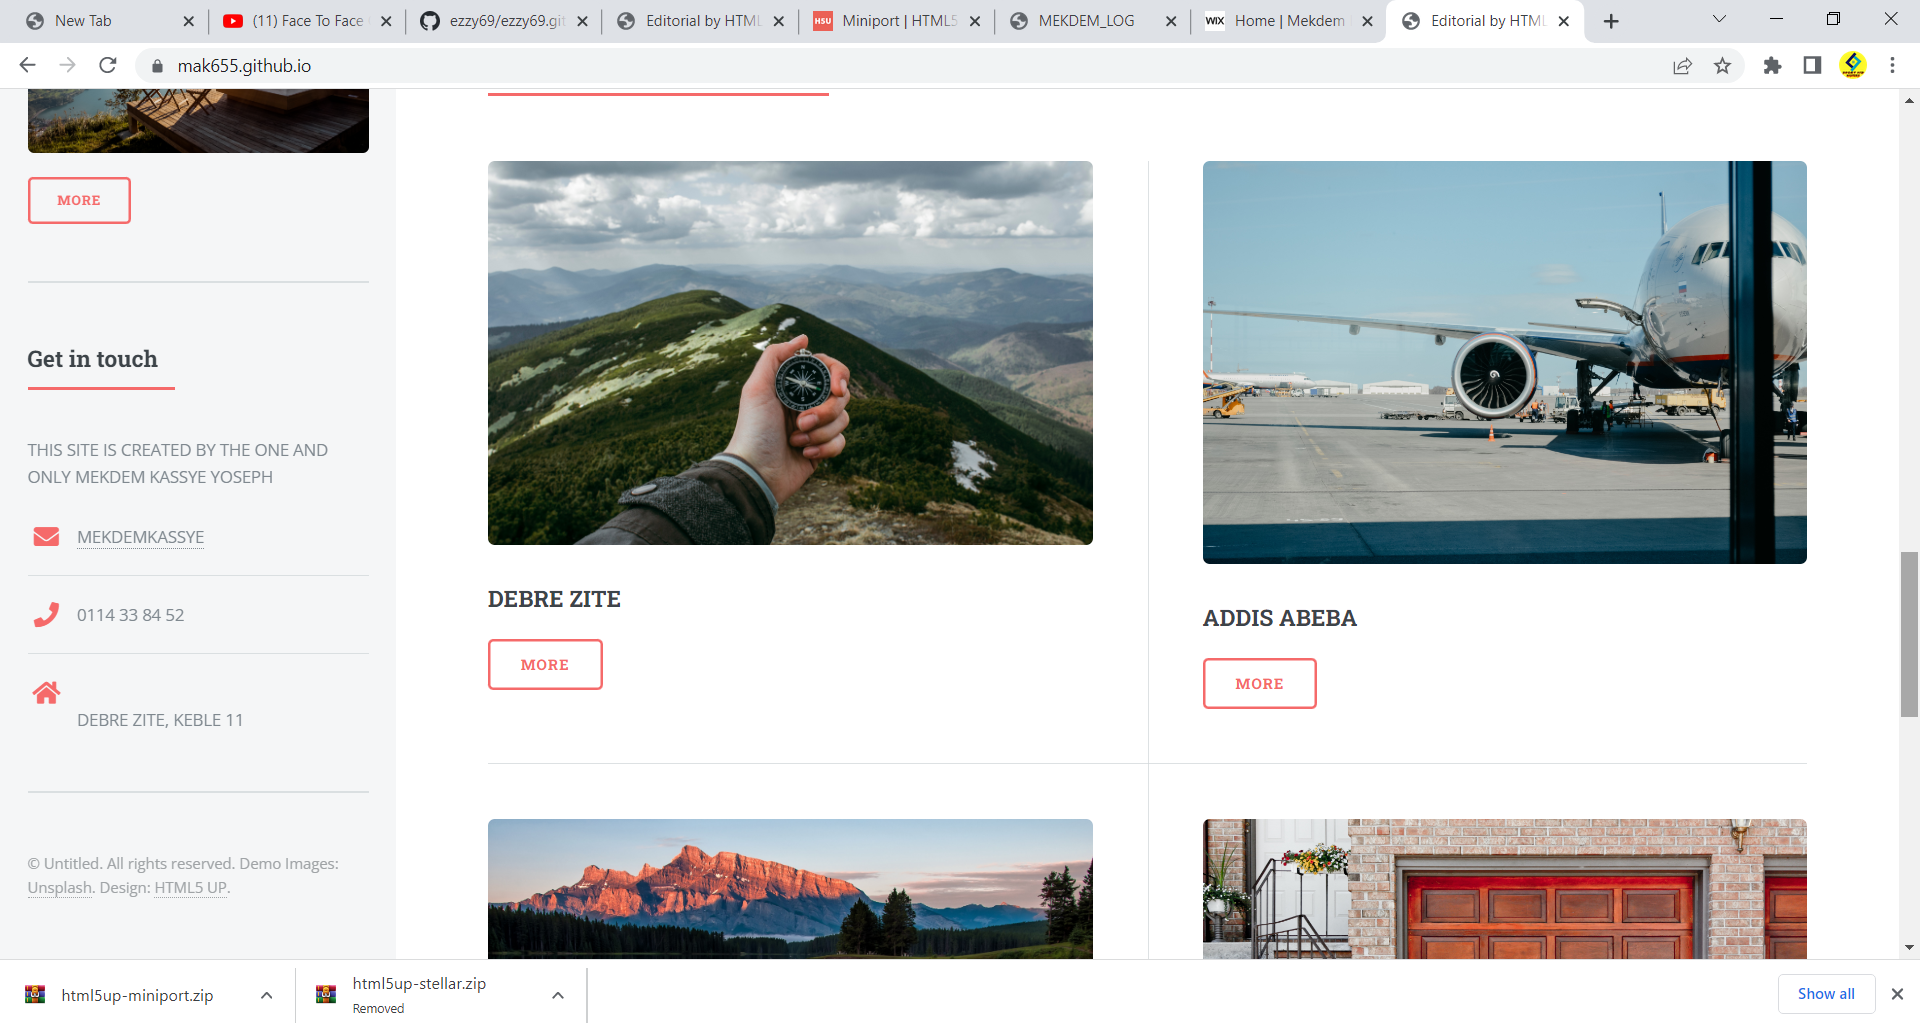 New Tab
(11) Face To Face
ezzy69/ezzy69.git
Editorial by HTML
HSU
Miniport | HTML5
MEKDEM_LOG
WIX
Home | Mekdem
Editorial by HTML
mak655.github.io
MORE
Get in touch
THIS SITE IS CREATED BY THE ONE AND
ONLY MEKDEM KASSYE YOSEPH
MEKDEMKASSYE
0114 33 84 52
DEBRE ZITE, KEBLE 11
© Untitled. All rights reserved. Demo Images:
Unsplash. Design: HTML5 UP.
DEBRE ZITE
MORE
ADDIS ABEBA
MORE
html5up-miniport.zip
html5up-stellar.zip
Removed
Show all